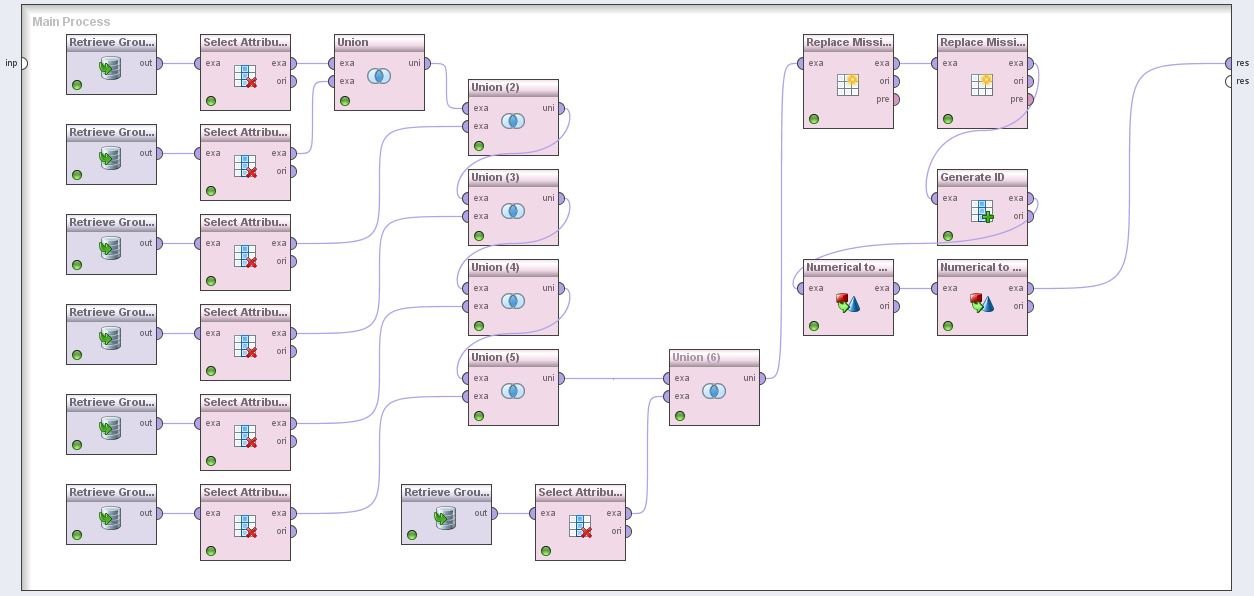 Main Process
inp
Retrieve Grou...
out
Select Attribu...
exa exa
ori
Union
exa uni
exa
Retrieve Grou...
out
Select Attribu...
exa exa
ori
Retrieve Grou...
out
Select Attribu...
exa exa
ori
Retrieve Grou...
out
Select Attribu...
exa exa
ori
Retrieve Grou...
out
Select Attribu...
exa exa
ori
Retrieve Grou...
out
Select Attribu...
exa exa
ori
Union (2)
exa uni
exa
Union (3)
exa uni
exa
Union (4)
exa uni
exa
Union (5)
exa uni
exa
Retrieve Grou...
out
Select Attribu...
exa exa
ori
Union (6)
exa uni
exa
Replace Missi...
exa exa
ori
pre
Replace Missi...
exa exa
ori
pre
Generate ID
exa exa
ori
Numerical to ...
exa exa
ori
Numerical to ...
exa exa
ori
res
res